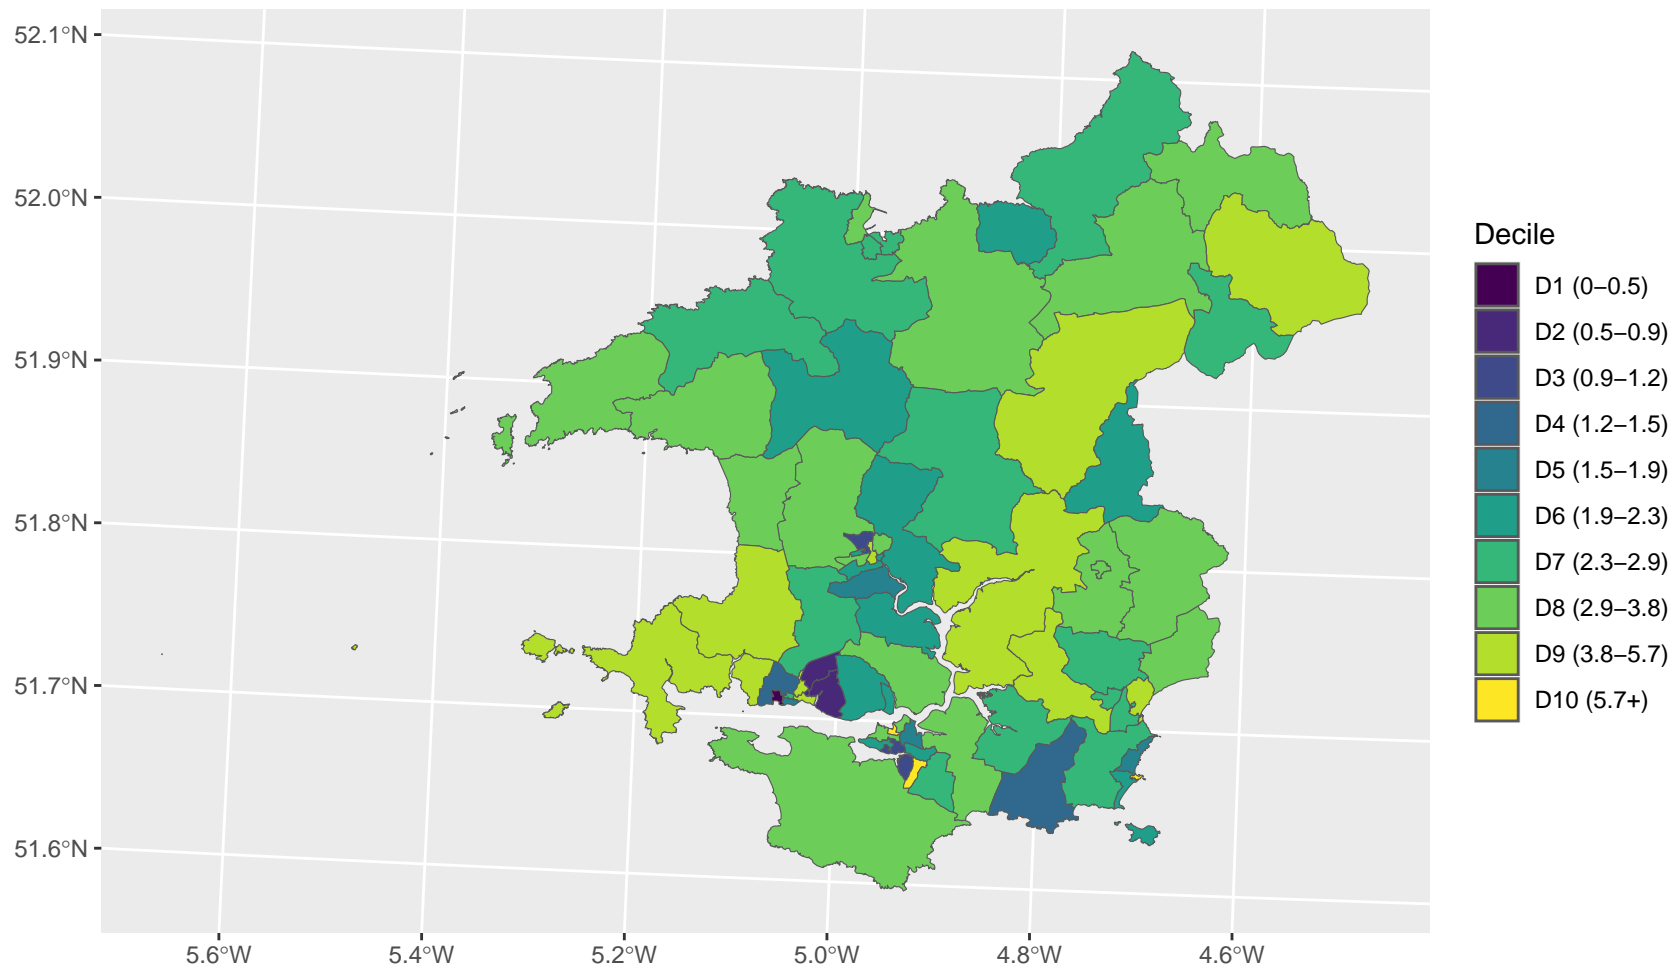 52.1°N
52.0°N
51.9°N
51.8°N
51.7°N
51.6°N
5.6°W
5.4°W
5.2°W
5.0°W
4.8°W
4.6°W
Decile
D1 (0−0.5)
D2 (0.5−0.9)
D3 (0.9−1.2)
D4 (1.2−1.5)
D5 (1.5−1.9)
D6 (1.9−2.3)
D7 (2.3−2.9)
D8 (2.9−3.8)
D9 (3.8−5.7)
D10 (5.7+)